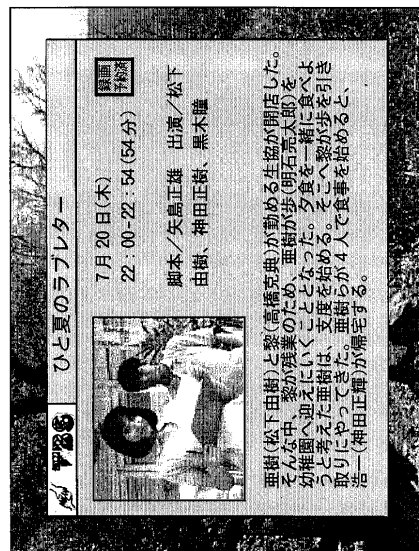 TBS
ひと夏のラブレター
録画
予約済
7月20日(木)
22:00-22:54(54分)
脚本／矢島正雄 出演／松下
由樹、神田正樹、黒木瞳
亜樹(松下由樹)と黎(高橋克典)が勤める生協が閉店した。
そんな中、黎が残業のため、亜樹が歩(明石亮太郎)を
幼稚園へ迎えにいくこととなった。夕食を一緒に食べよ
うと考えた亜樹は、支度を始める。そこへ黎が歩を引き
取りにやってきた。亜樹らが4人で食事を始めると、
浩一(神田正輝)が帰宅する。